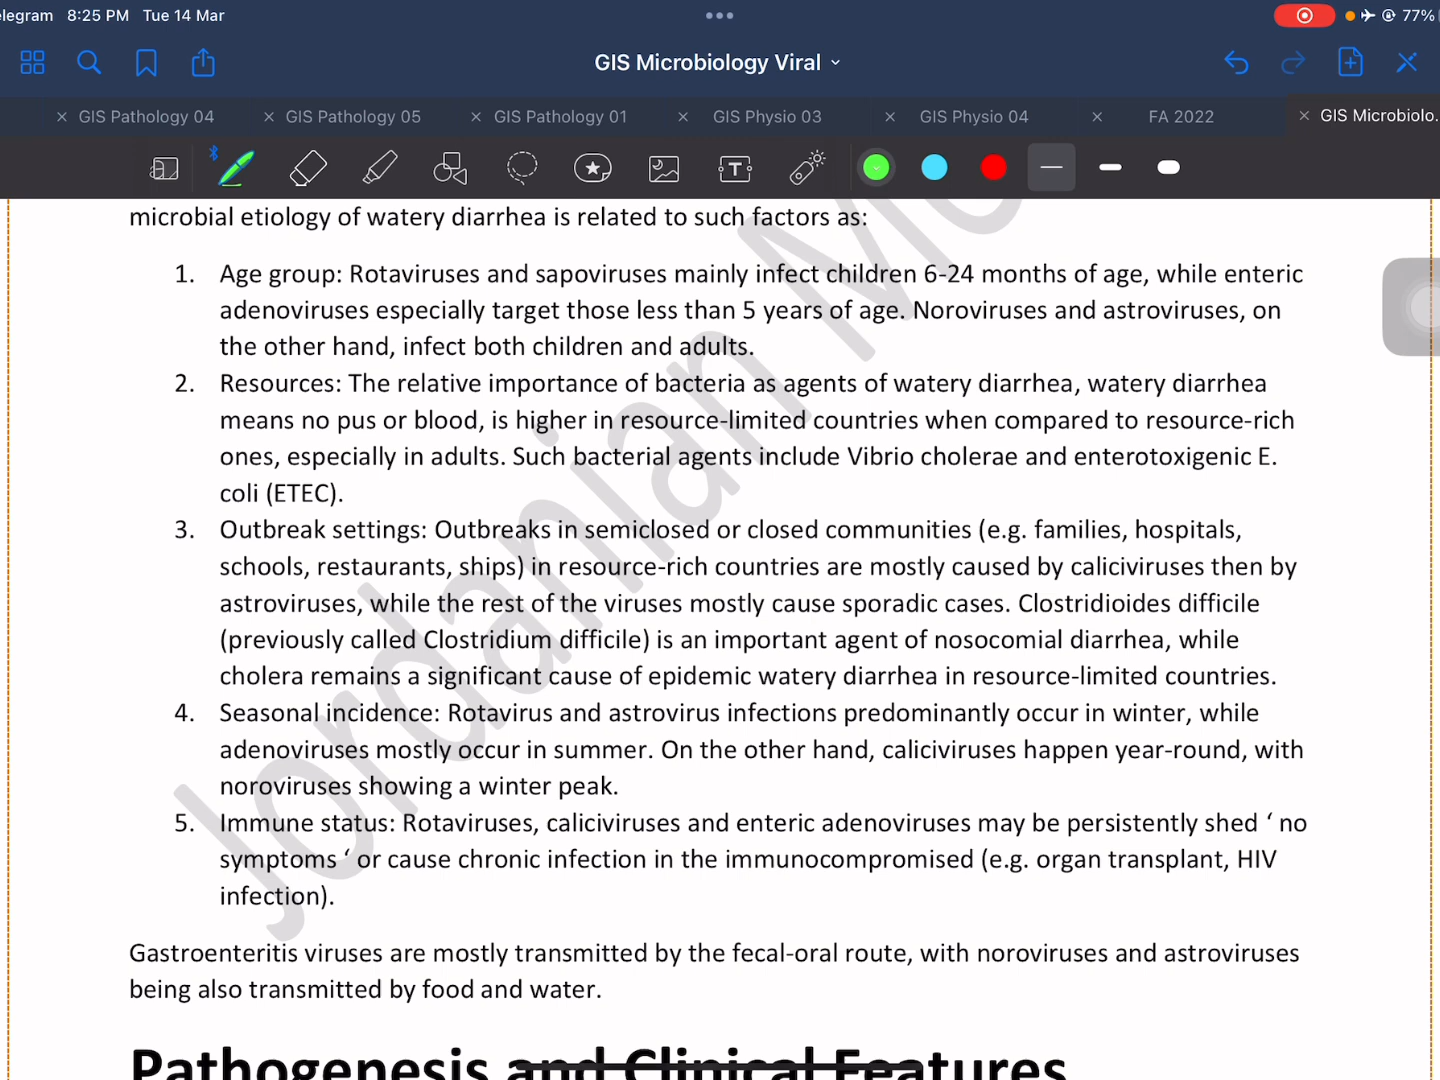 elegram 8:25 PM Tue 14 Mar 77%
GIS Microbiology Viral
GIS Pathology 04 GIS Pathology 05 GIS Pathology 01 GIS Physio 03 GIS Physio 04 FA 2022 GIS Microbiolo.
microbial etiology of watery diarrhea is related to such factors as:
1. Age group: Rotaviruses and sapoviruses mainly infect children 6-24 months of age, while enteric
adenoviruses especially target those less than 5 years of age. Noroviruses and astroviruses, on
the other hand, infect both children and adults.
2. Resources: The relative importance of bacteria as agents of watery diarrhea, watery diarrhea
means no pus or blood, is higher in resource-limited countries when compared to resource-rich
ones, especially in adults. Such bacterial agents include Vibrio cholerae and enterotoxigenic E.
coli (ETEC).
3. Outbreak settings: Outbreaks in semiclosed or closed communities (e.g. families, hospitals,
schools, restaurants, ships) in resource-rich countries are mostly caused by caliciviruses then by
astroviruses, while the rest of the viruses mostly cause sporadic cases. Clostridioides difficile
(previously called Clostridium difficile) is an important agent of nosocomial diarrhea, while
cholera remains a significant cause of epidemic watery diarrhea in resource-limited countries.
4. Seasonal incidence: Rotavirus and astrovirus infections predominantly occur in winter, while
adenoviruses mostly occur in summer. On the other hand, caliciviruses happen year-round, with
noroviruses showing a winter peak.
5. Immune status: Rotaviruses, caliciviruses and enteric adenoviruses may be persistently shed ‘ no
symptoms ‘ or cause chronic infection in the immunocompromised (e.g. organ transplant, HIV
infection).
Gastroenteritis viruses are mostly transmitted by the fecal-oral route, with noroviruses and astroviruses
being also transmitted by food and water.
Pathogenesis and Clinical Features
Jordanian